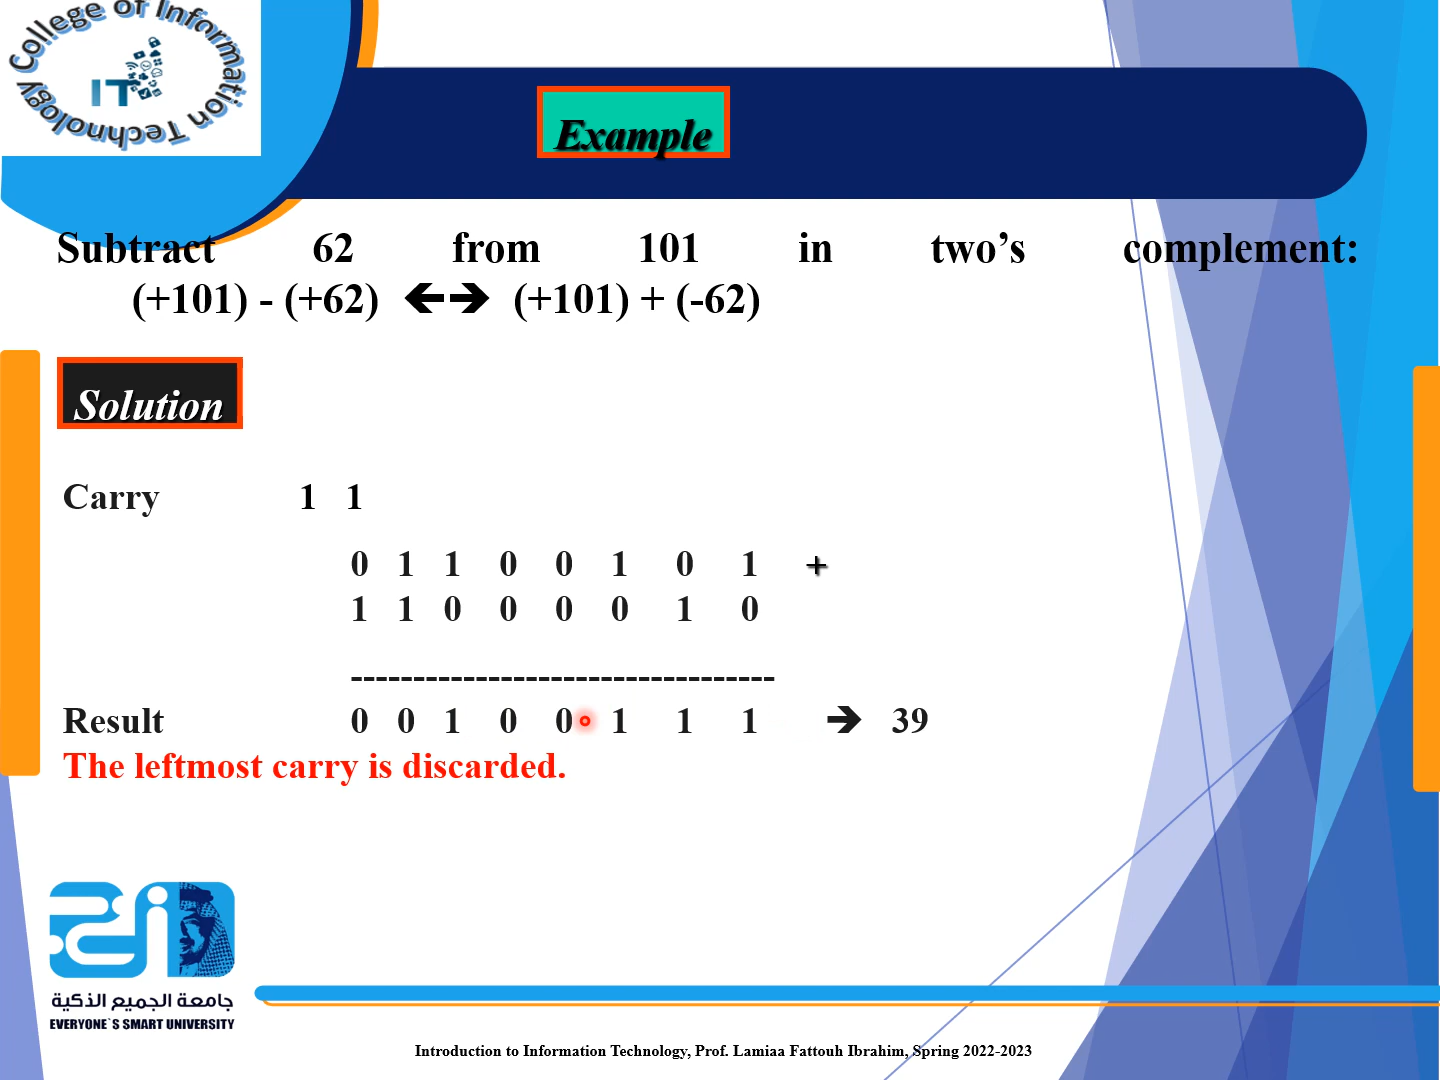 College of Information Technology
IT
Example
Subtract 62 from 101 in two’s complement:
(+101) - (+62) 🡸🡺 (+101) + (-62)
Solution
Carry 1 1
0 1 1 0 0 1 0 1 +
1 1 0 0 0 0 1 0
----------------------------------
Result 0 0 1 0 0 1 1 1 🡺 39
The leftmost carry is discarded.
جامعة الجميع الذكية
EVERYONE`S SMART UNIVERSITY
Introduction to Information Technology, Prof. Lamiaa Fattouh Ibrahim, Spring 2022-2023